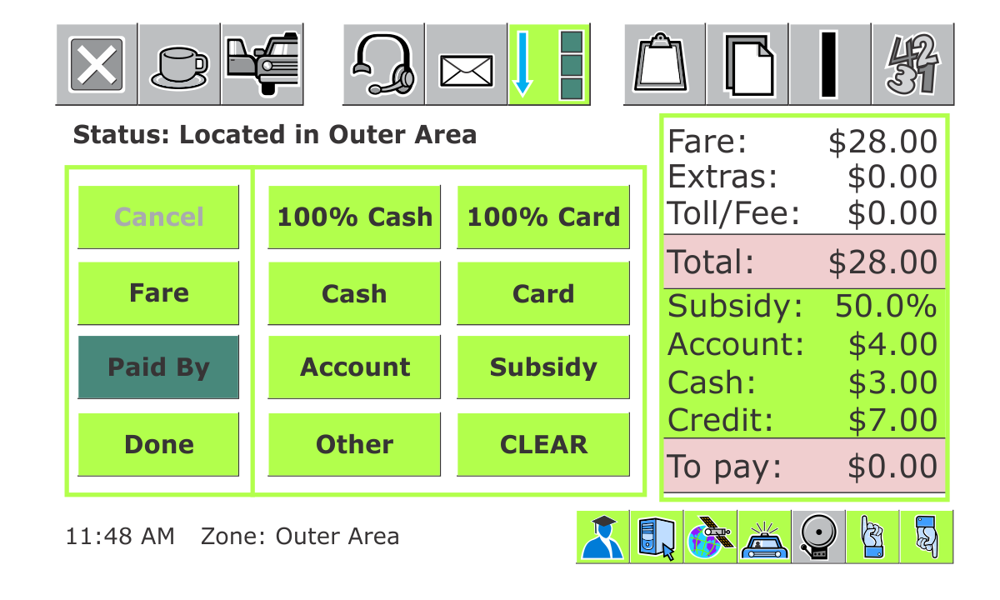 4231
Status: Located in Outer Area
Cancel
100% Cash
100% Card
Fare
Cash
Card
Paid By
Account
Subsidy
Done
Other
CLEAR
Fare: $28.00
Extras: $0.00
Toll/Fee: $0.00
Total: $28.00
Subsidy: 50.0%
Account: $4.00
Cash: $3.00
Credit: $7.00
To pay: $0.00
11:48 AM Zone: Outer Area